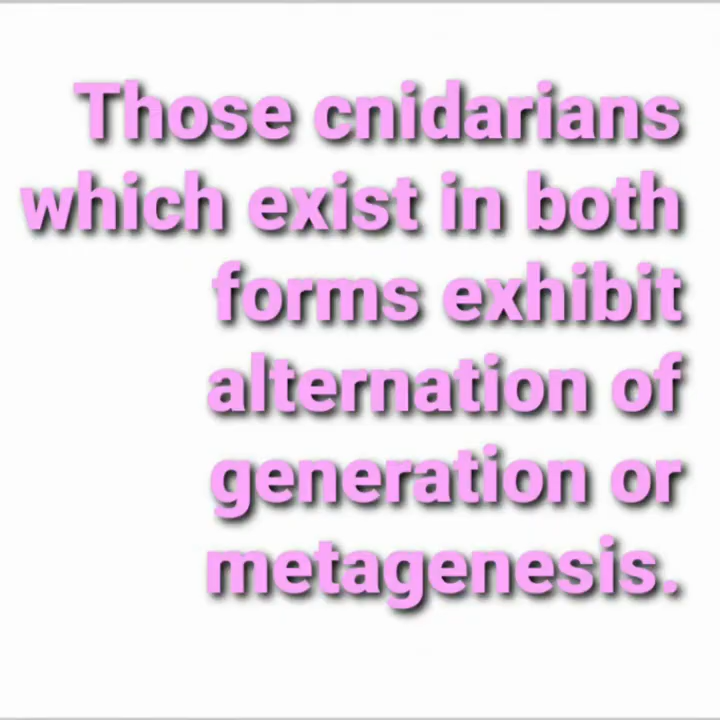 Those cnidarians
which exist in both
forms exhibit
alternation of
generation or
metagenesis.